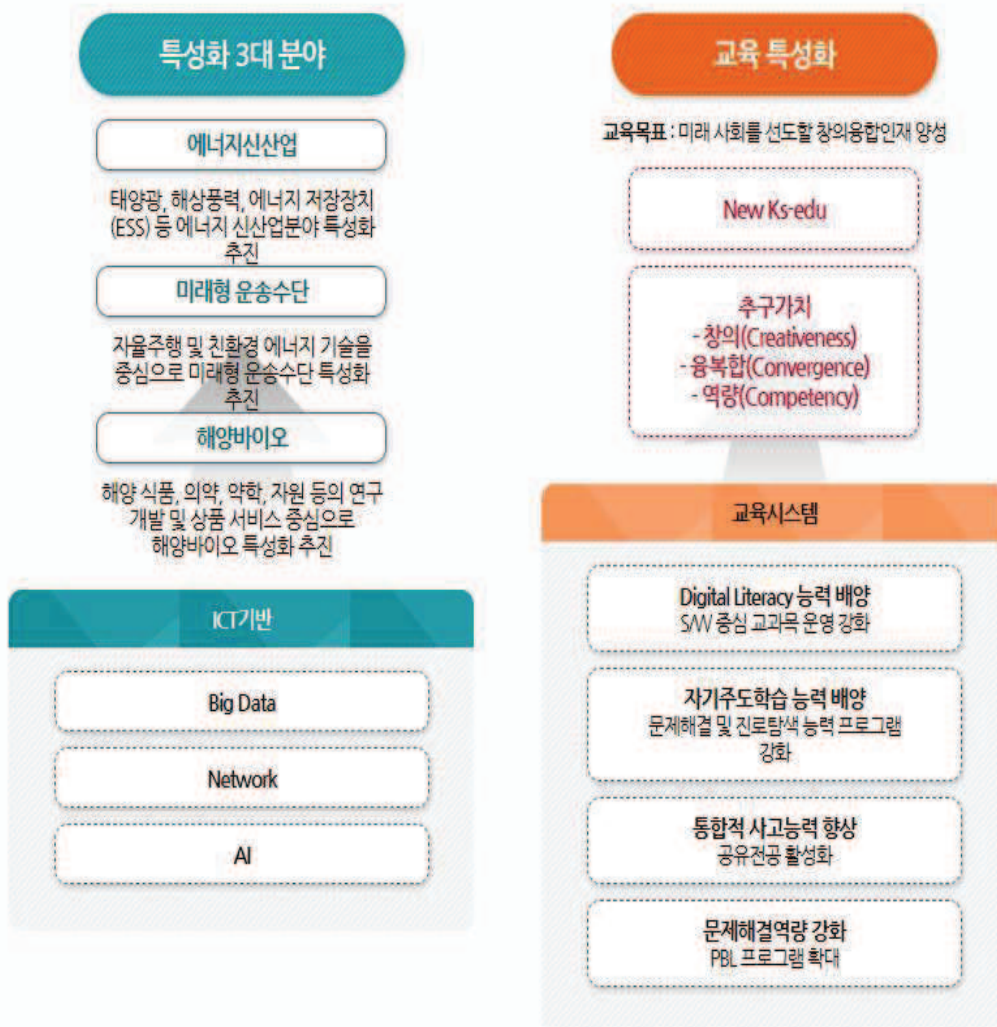 특성화 3대 분야
에너지신산업
태양광, 해상풍력, 에너지 저장장치
(ESS) 등 에너지 신산업분야 특성화
추진
미래형 운송수단
자율주행 및 친환경 에너지 기술을
중심으로 미래형 운송수단 특성화
추진
해양바이오
해양 식품, 의약, 약학, 자원 등의 연구
개발 및 상품 서비스 중심으로
해양바이오 특성화 추진
ICT기반
Big Data
Network
AI
교육 특성화
교육목표 : 미래 사회를 선도할 창의융합인재 양성
New Ks-edu
추구가치
- 창의(Creativeness)
- 융복합(Convergence)
- 역량(Competency)
교육시스템
Digital Literacy 능력 배양
S/W 중심 교과목 운영 강화
자기주도학습 능력 배양
문제해결 및 진로탐색 능력 프로그램
강화
통합적 사고능력 향상
공유전공 활성화
문제해결역량 강화
PBL 프로그램 확대